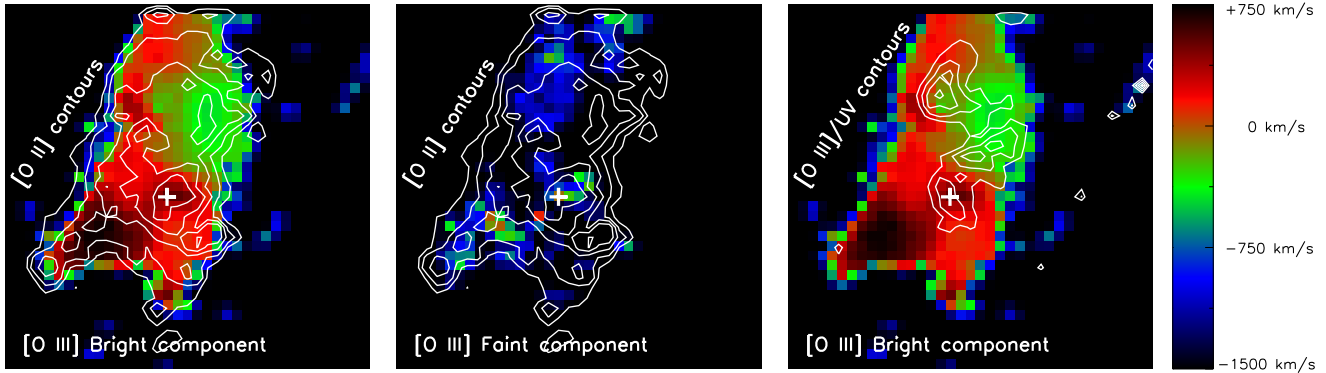 [O II] contours
[O III] Bright component
[O II] contours
[O III] Faint component
[O III]/UV contours
[O III] Bright component
+750 km/s
0 km/s
−750 km/s
−1500 km/s